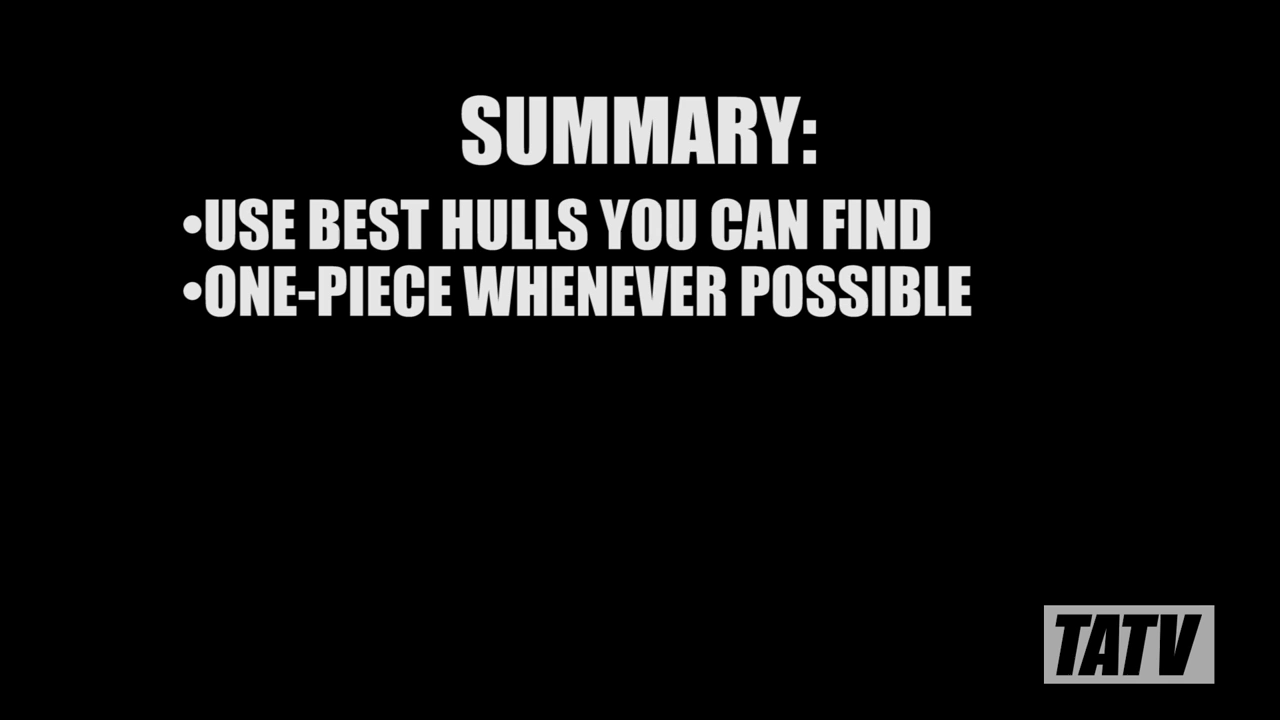 SUMMARY:
•USE BEST HULLS YOU CAN FIND
•ONE-PIECE WHENEVER POSSIBLE
TATV